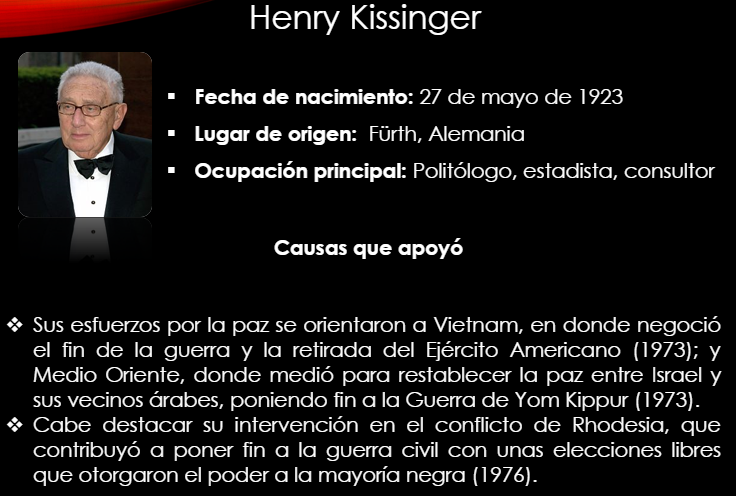 Henry Kissinger
▪ Fecha de nacimiento: 27 de mayo de 1923
▪ Lugar de origen: Fürth, Alemania
▪ Ocupación principal: Politólogo, estadista, consultor
Causas que apoyó
❖ Sus esfuerzos por la paz se orientaron a Vietnam, en donde negoció
el fin de la guerra y la retirada del Ejército Americano (1973); y
Medio Oriente, donde medió para restablecer la paz entre Israel y
sus vecinos árabes, poniendo fin a la Guerra de Yom Kippur (1973).
❖ Cabe destacar su intervención en el conflicto de Rhodesia, que
contribuyó a poner fin a la guerra civil con unas elecciones libres
que otorgaron el poder a la mayoría negra (1976).